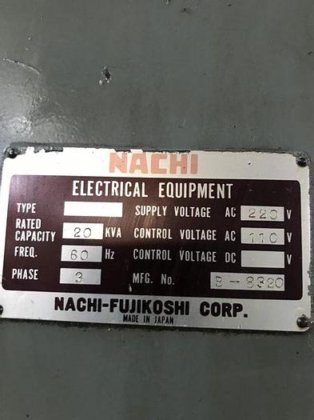 NACHI
ELECTRICAL EQUIPMENT
TYPE SUPPLY VOLTAGE AC 220 V
RATED CAPACITY 20 KVA CONTROL VOLTAGE AC 110 V
FREQ. 60 Hz CONTROL VOLTAGE DC V
PHASE 3 MFG. No.
NACHI-FUJIKOSHI CORP.
MADE IN JAPAN